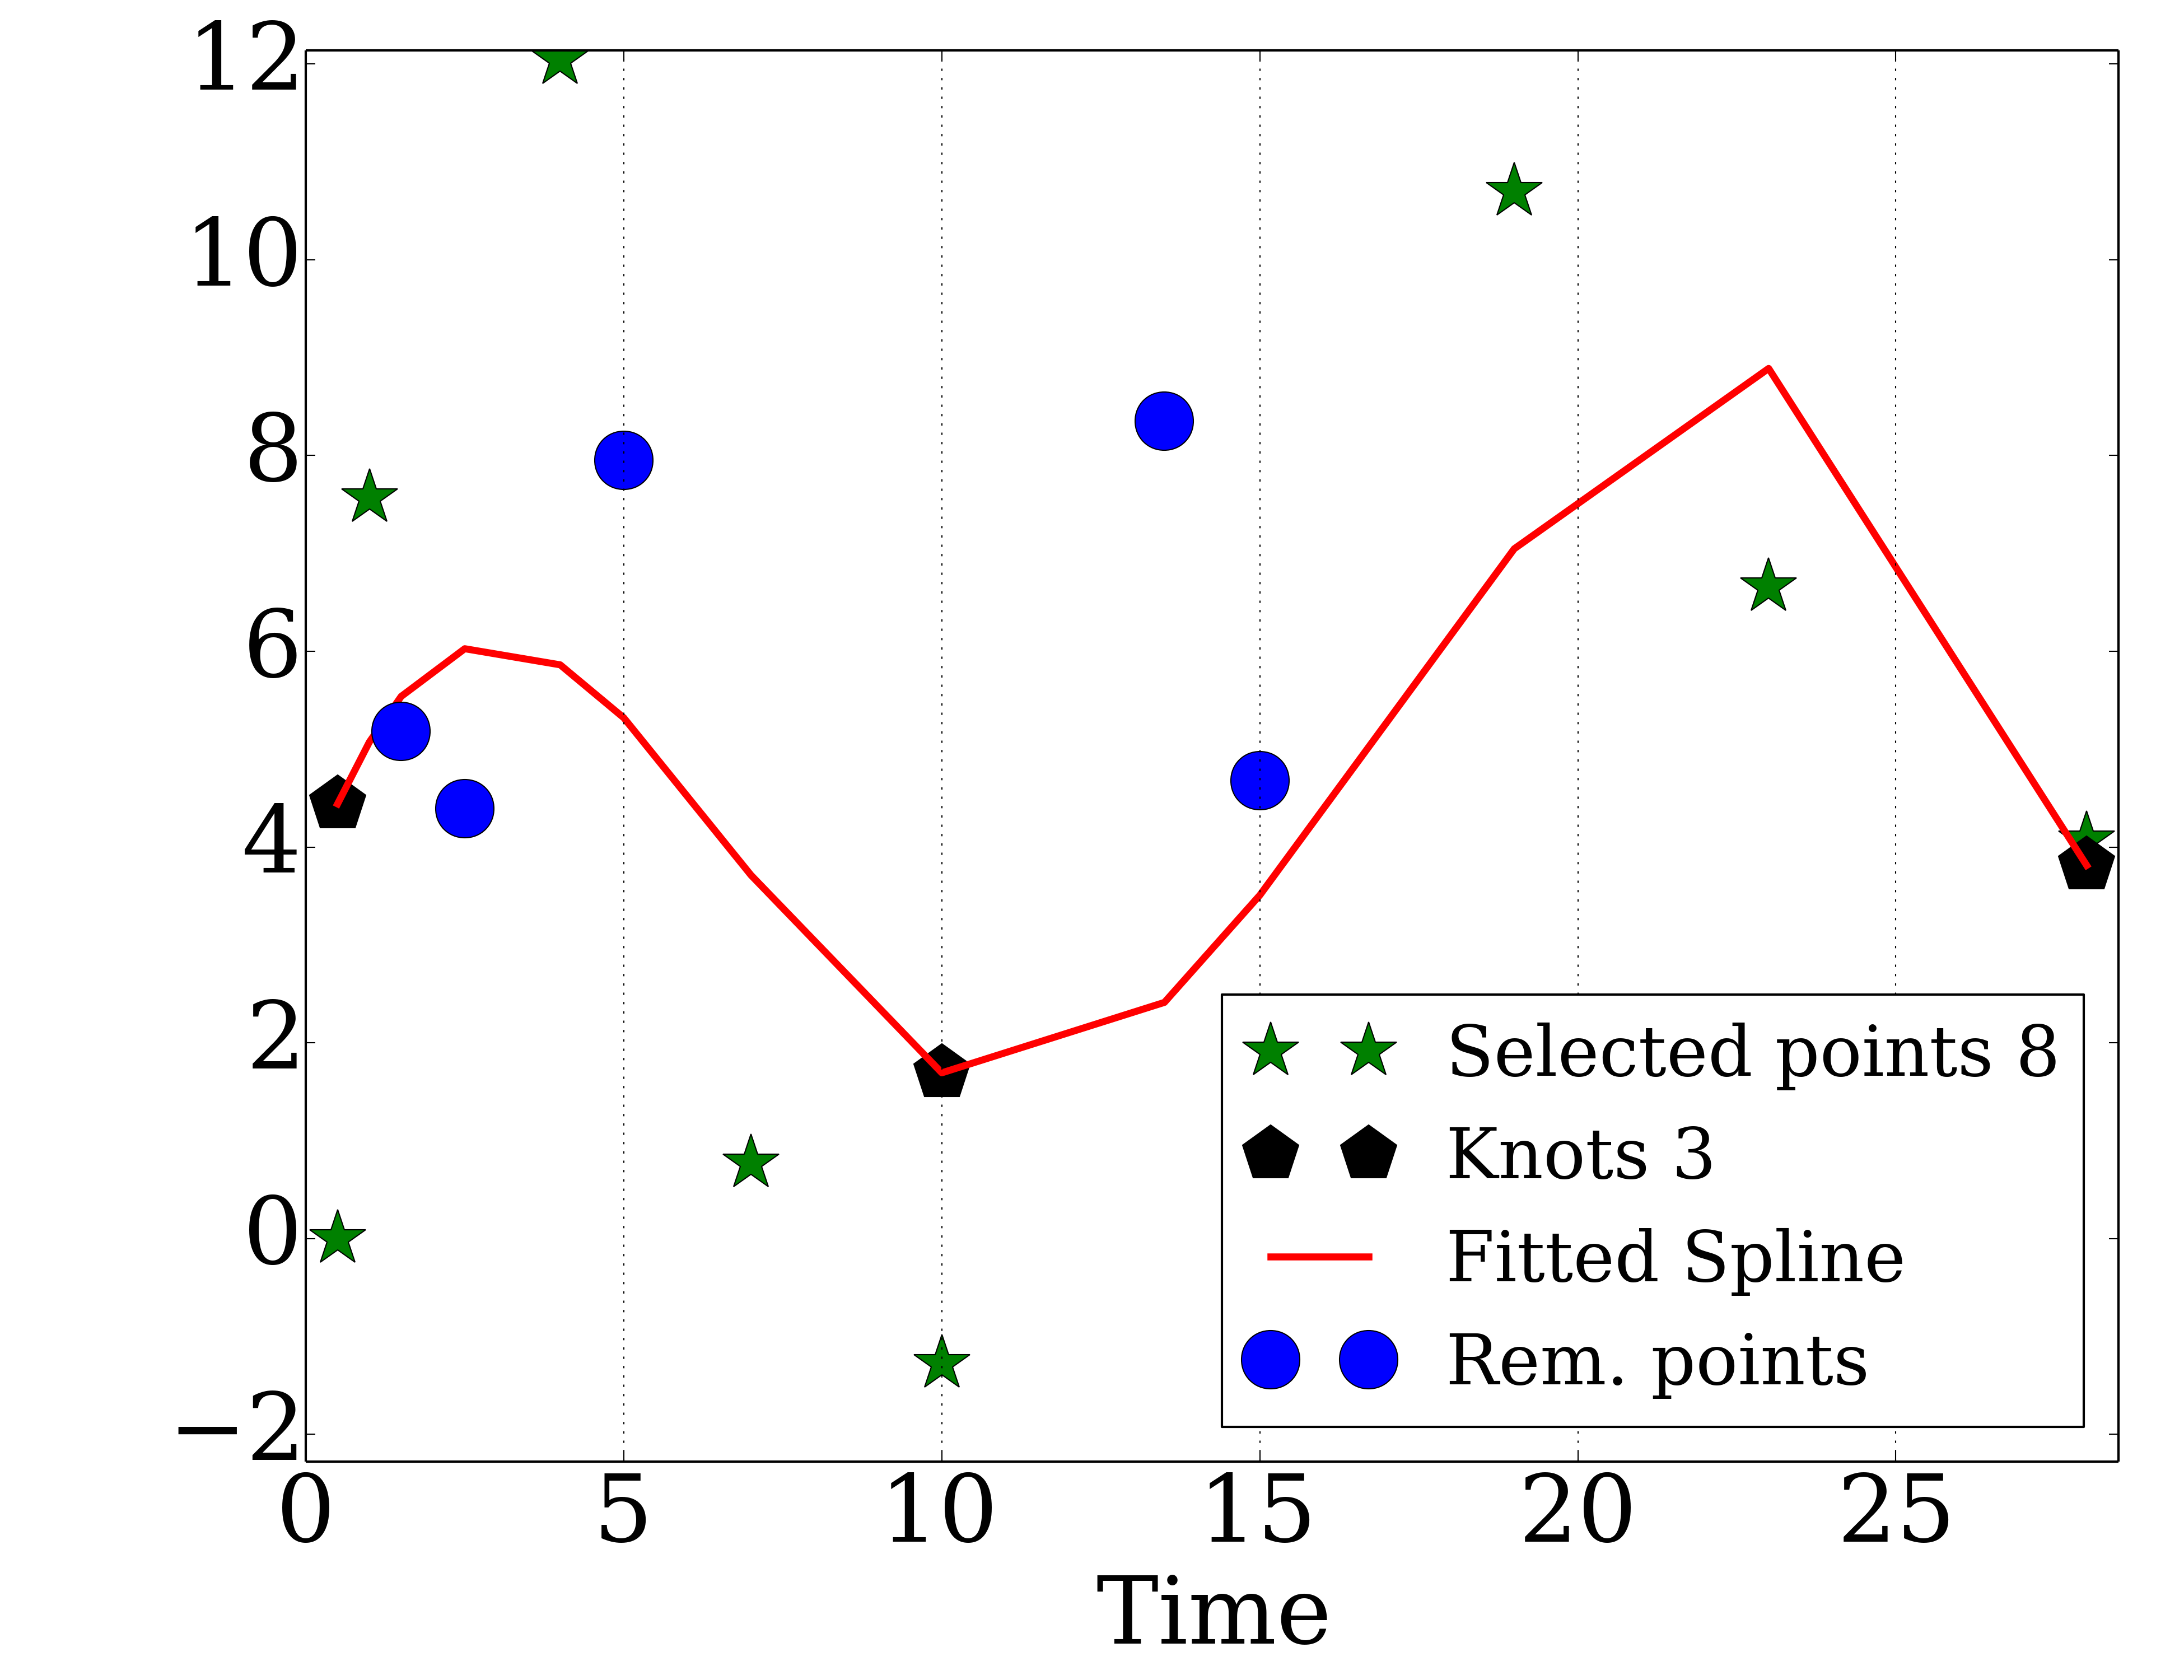 12
10
8
6
4
2
0
−2
0 5 10 15 20 25
Time
Selected points 8
Knots 3
Fitted Spline
Rem. points